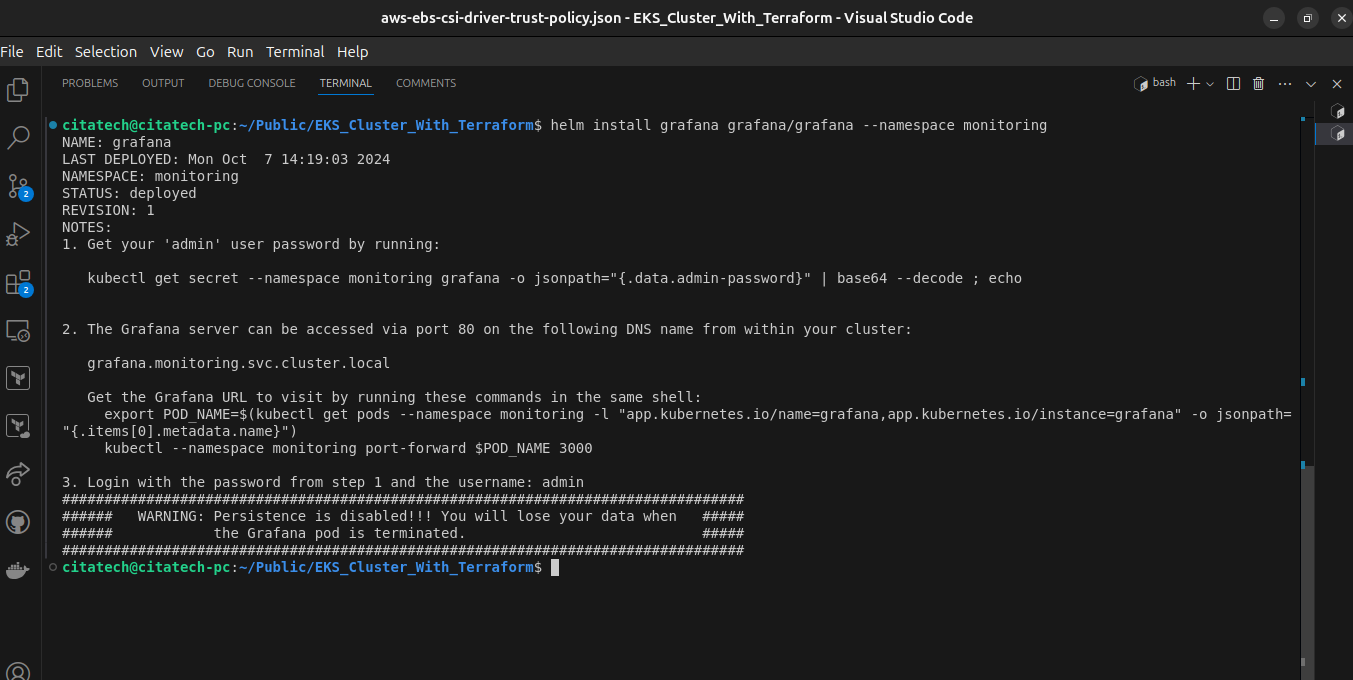 aws-ebs-csi-driver-trust-policy.json - EKS_Cluster_With_Terraform - Visual Studio Code
File Edit Selection View Go Run Terminal Help
PROBLEMS OUTPUT DEBUG CONSOLE TERMINAL COMMENTS bash
citatech@citatech-pc:~/Public/EKS_Cluster_With_Terraform$ helm install grafana grafana/grafana --namespace monitoring
NAME: grafana
LAST DEPLOYED: Mon Oct  7 14:19:03 2024
NAMESPACE: monitoring
2
STATUS: deployed
REVISION: 1
NOTES:
1. Get your 'admin' user password by running:
   kubectl get secret --namespace monitoring grafana -o jsonpath="{.data.admin-password}" | base64 --decode ; echo
2
2. The Grafana server can be accessed via port 80 on the following DNS name from within your cluster:
   grafana.monitoring.svc.cluster.local
   Get the Grafana URL to visit by running these commands in the same shell:
     export POD_NAME=$(kubectl get pods --namespace monitoring -l "app.kubernetes.io/name=grafana,app.kubernetes.io/instance=grafana" -o jsonpath=
"{.items[0].metadata.name}")
     kubectl --namespace monitoring port-forward $POD_NAME 3000
3. Login with the password from step 1 and the username: admin
#################################################################################
######   WARNING: Persistence is disabled!!! You will lose your data when   #####
######            the Grafana pod is terminated.                            #####
#################################################################################
citatech@citatech-pc:~/Public/EKS_Cluster_With_Terraform$